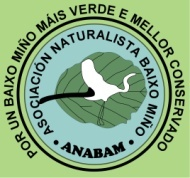 POR UN BAIXO MIÑO MÁIS VERDE E MELLOR CONSERVADO
ASOCIACIÓN NATURALISTA BAIXO MIÑO
· ANABAM ·